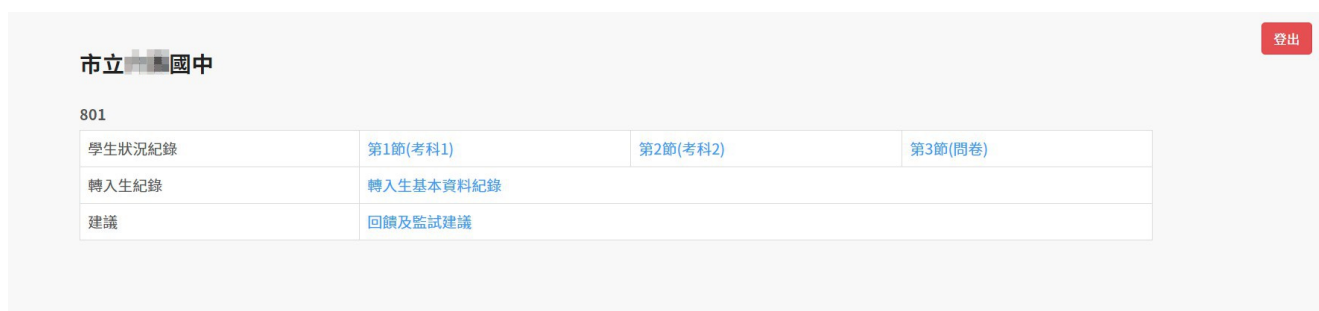 登出
市立 國中
801
學生狀況紀錄 第1節(考科1) 第2節(考科2) 第3節(問卷)
轉入生紀錄 轉入生基本資料紀錄
建議 回饋及監試建議